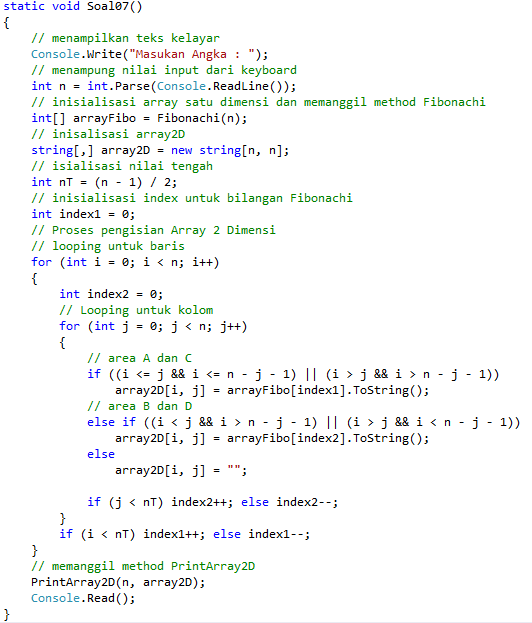 static void Soal07()
{
    // menampilkan teks kelayar
    Console.Write("Masukan Angka : ");
    // menampung nilai input dari keyboard
    int n = int.Parse(Console.ReadLine());
    // inisialisasi array satu dimensi dan memanggil method Fibonachi
    int[] arrayFibo = Fibonachi(n);
    // inisalisasi array2D
    string[,] array2D = new string[n, n];
    // isialisasi nilai tengah
    int nT = (n - 1) / 2;
    // inisialisasi index untuk bilangan Fibonachi
    int index1 = 0;
    // Proses pengisian Array 2 Dimensi
    // looping untuk baris
    for (int i = 0; i < n; i++)
    {
        int index2 = 0;
        // Looping untuk kolom
        for (int j = 0; j < n; j++)
        {
            // area A dan C
            if ((i <= j && i <= n - j - 1) || (i > j && i > n - j - 1))
                array2D[i, j] = arrayFibo[index1].ToString();
            // area B dan D
            else if ((i < j && i > n - j - 1) || (i > j && i < n - j - 1))
                array2D[i, j] = arrayFibo[index2].ToString();
            else
                array2D[i, j] = "";

            if (j < nT) index2++; else index2--;
        }
        if (i < nT) index1++; else index1--;
    }
    // memanggil method PrintArray2D
    PrintArray2D(n, array2D);
    Console.Read();
}